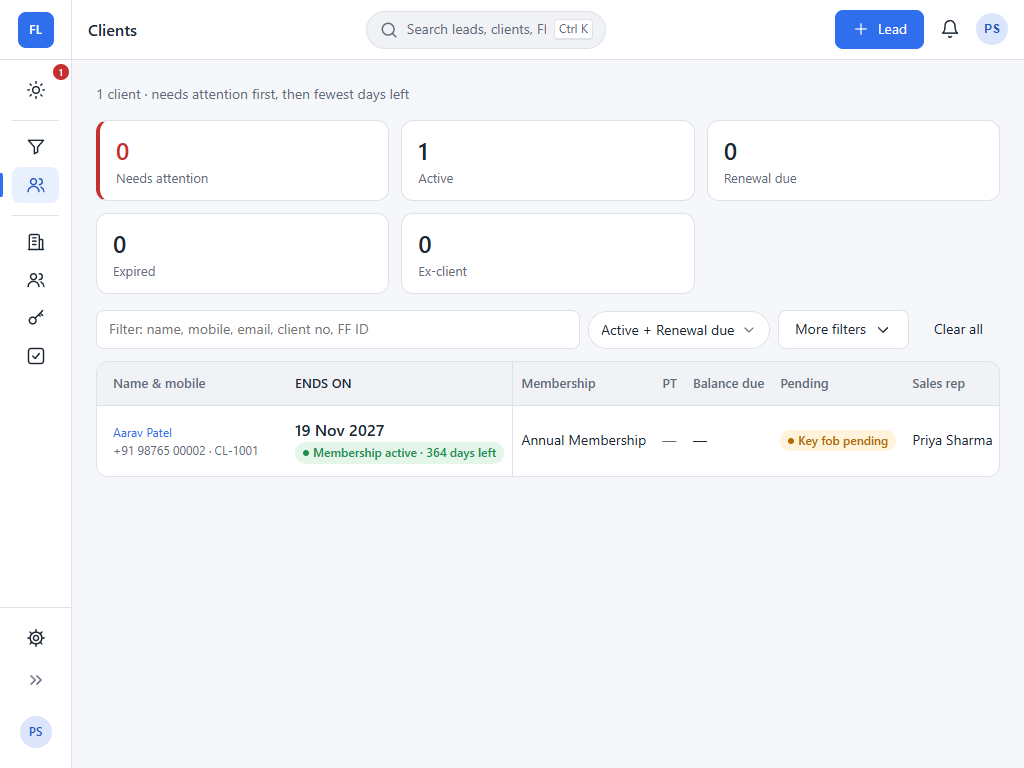 FL
Clients
Search leads, clients, FI
Ctrl K
Lead
PS
1
1 client · needs attention first, then fewest days left
0
Needs attention
1
Active
0
Renewal due
0
Expired
0
Ex-client
Filter: name, mobile, email, client no, FF ID
Active + Renewal due
More filters
Clear all
Name & mobile
ENDS ON
Membership
PT
Balance due
Pending
Sales rep
Aarav Patel
+91 98765 00002 · CL-1001
19 Nov 2027
Membership active · 364 days left
Annual Membership
—
—
Key fob pending
Priya Sharma
PS